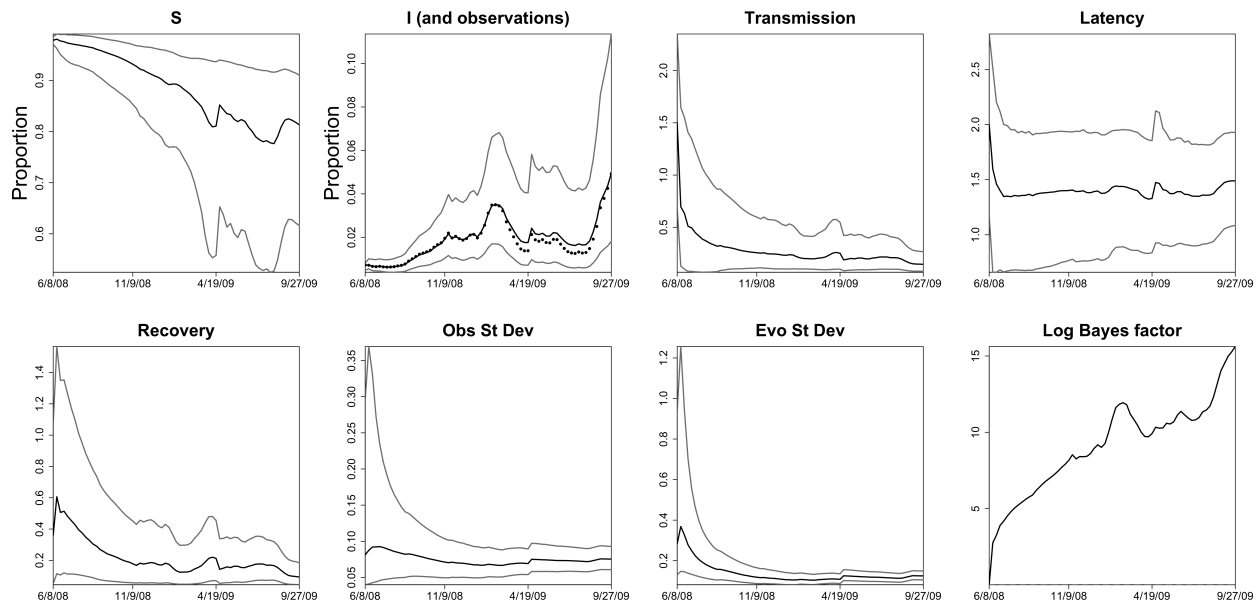 S
I (and observations)
Transmission
Latency
Proportion
0.6 0.7 0.8 0.9
6/8/08 11/9/08 4/19/09 9/27/09
Proportion
0.02 0.04 0.06 0.08 0.10
6/8/08 11/9/08 4/19/09 9/27/09
0.5 1.0 1.5 2.0
6/8/08 11/9/08 4/19/09 9/27/09
1.0 1.5 2.0 2.5
6/8/08 11/9/08 4/19/09 9/27/09
Recovery
Obs St Dev
Evo St Dev
Log Bayes factor
0.2 0.4 0.6 0.8 1.0 1.2 1.4
6/8/08 11/9/08 4/19/09 9/27/09
0.05 0.10 0.15 0.20 0.25 0.30 0.35
6/8/08 11/9/08 4/19/09 9/27/09
0.2 0.4 0.6 0.8 1.0 1.2
6/8/08 11/9/08 4/19/09 9/27/09
5 10 15
6/8/08 11/9/08 4/19/09 9/27/09